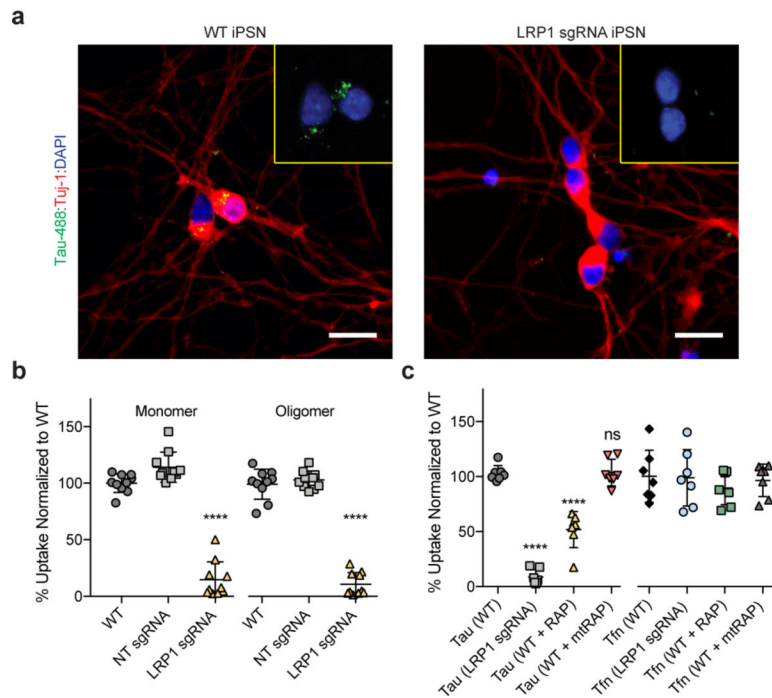 a
WT iPSN
LRP1 sgRNA iPSN
Tau-488:Tuj-1:DAPI
b
c
% Uptake Normalized to WT
150
100
50
0
Monomer
Oligomer
****
****
WT
NT sgRNA
LRP1 sgRNA
WT
NT sgRNA
LRP1 sgRNA
% Uptake Normalized to WT
150
100
50
0
****
****
ns
Tau (WT)
Tau (LRP1 sgRNA)
Tau (WT + RAP)
Tau (WT + mtRAP)
Tfn (WT)
Tfn (LRP1 sgRNA)
Tfn (WT + RAP)
Tfn (WT + mtRAP)